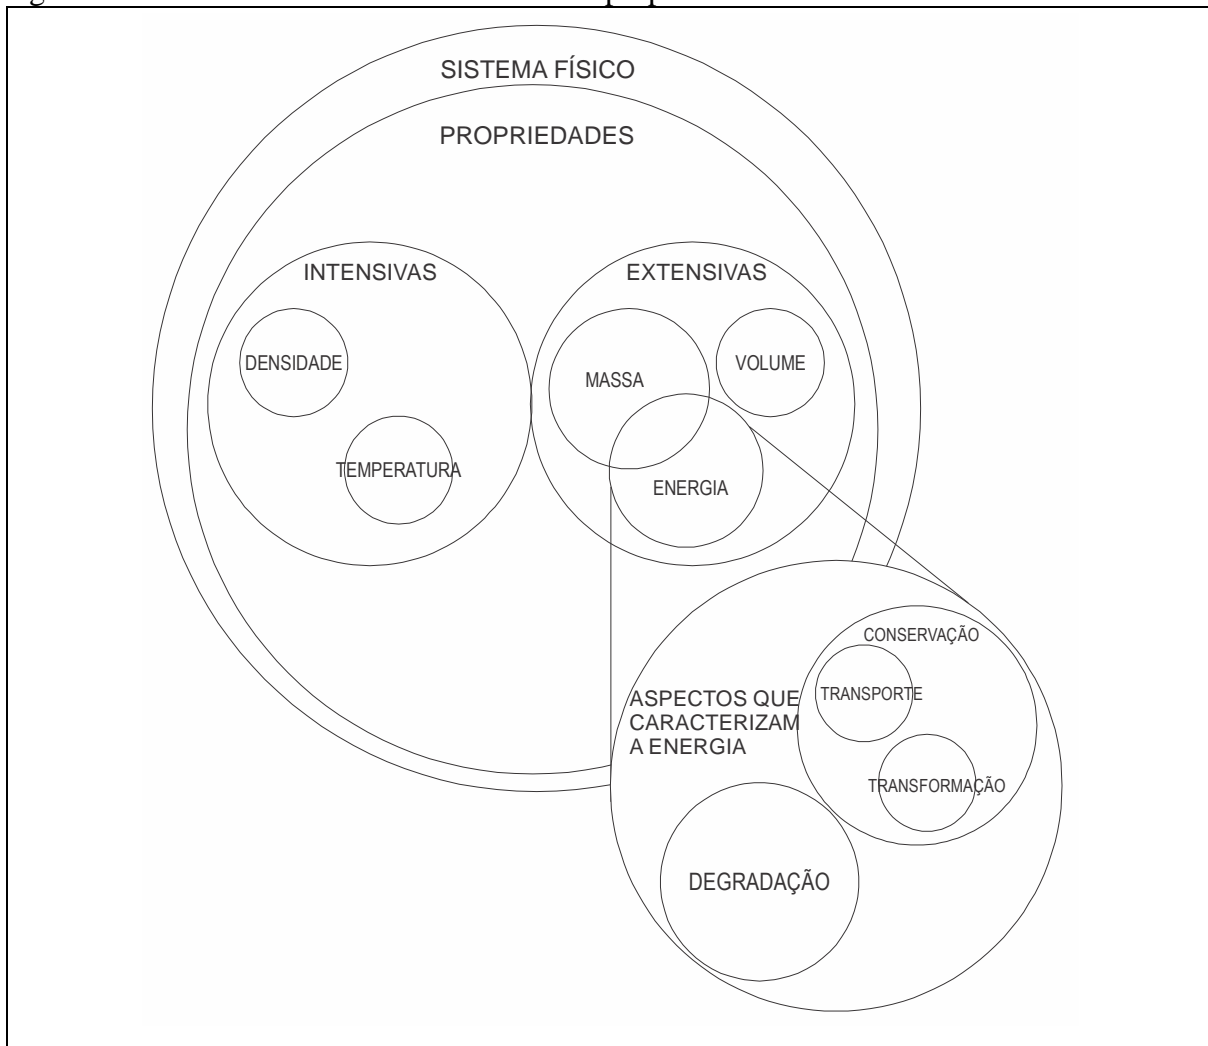 SISTEMA FÍSICO
PROPRIEDADES
INTENSIVAS
EXTENSIVAS
DENSIDADE
TEMPERATURA
MASSA
VOLUME
ENERGIA
ASPECTOS QUE
CARACTERIZAM
A ENERGIA
CONSERVAÇÃO
TRANSPORTE
TRANSFORMAÇÃO
DEGRADAÇÃO